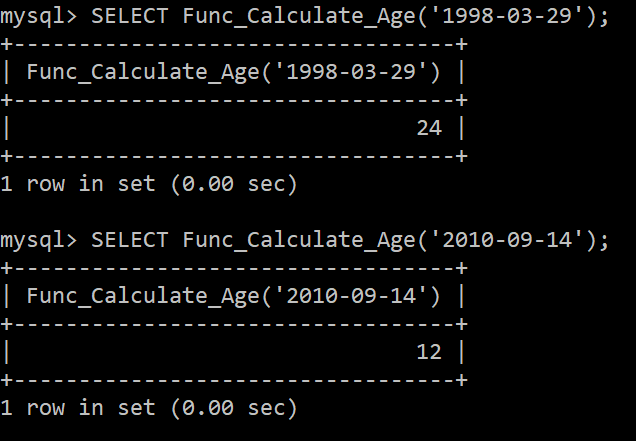 mysql> SELECT Func_Calculate_Age('1998-03-29');
+----------------------------------+
| Func_Calculate_Age('1998-03-29') |
+----------------------------------+
|                               24 |
+----------------------------------+
1 row in set (0.00 sec)

mysql> SELECT Func_Calculate_Age('2010-09-14');
+----------------------------------+
| Func_Calculate_Age('2010-09-14') |
+----------------------------------+
|                               12 |
+----------------------------------+
1 row in set (0.00 sec)